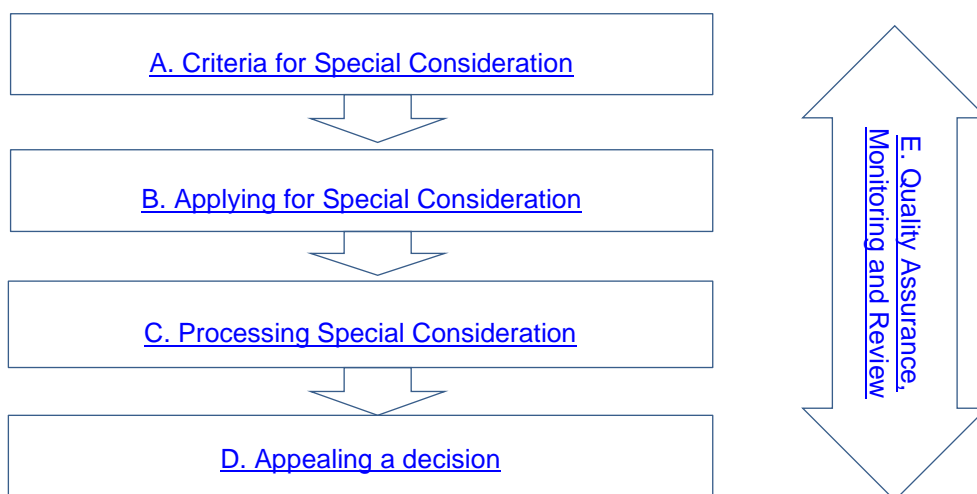 A. Criteria for Special Consideration
B. Applying for Special Consideration
C. Processing Special Consideration
D. Appealing a decision
E. Quality Assurance,
Monitoring and Review